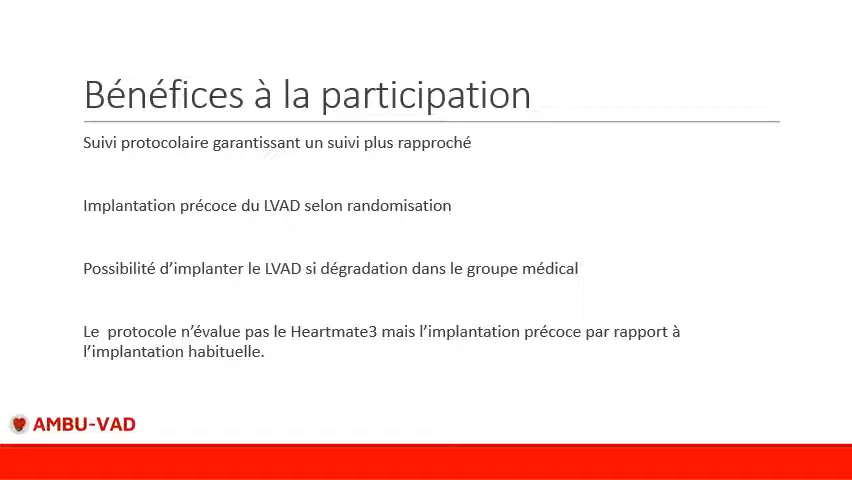 Bénéfices à la participation
Suivi protocolaire garantissant un suivi plus rapproché
Implantation précoce du LVAD selon randomisation
Possibilité d’implanter le LVAD si dégradation dans le groupe médical
Le  protocole n’évalue pas le Heartmate3 mais l’implantation précoce par rapport à
l’implantation habituelle.
AMBU-VAD